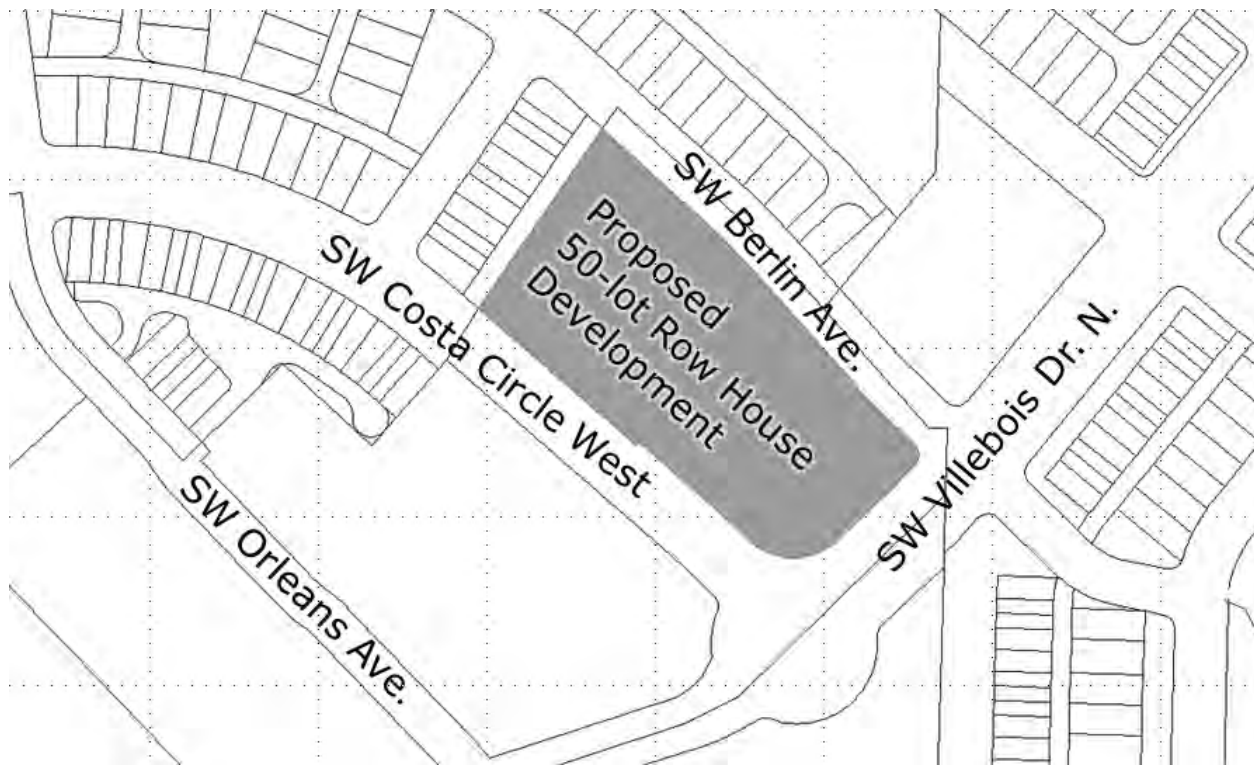 SW Berlin Ave.
Proposed
50-lot Row House
Development
SW Costa Circle West
SW Villebois Dr. N.
SW Orleans Ave.